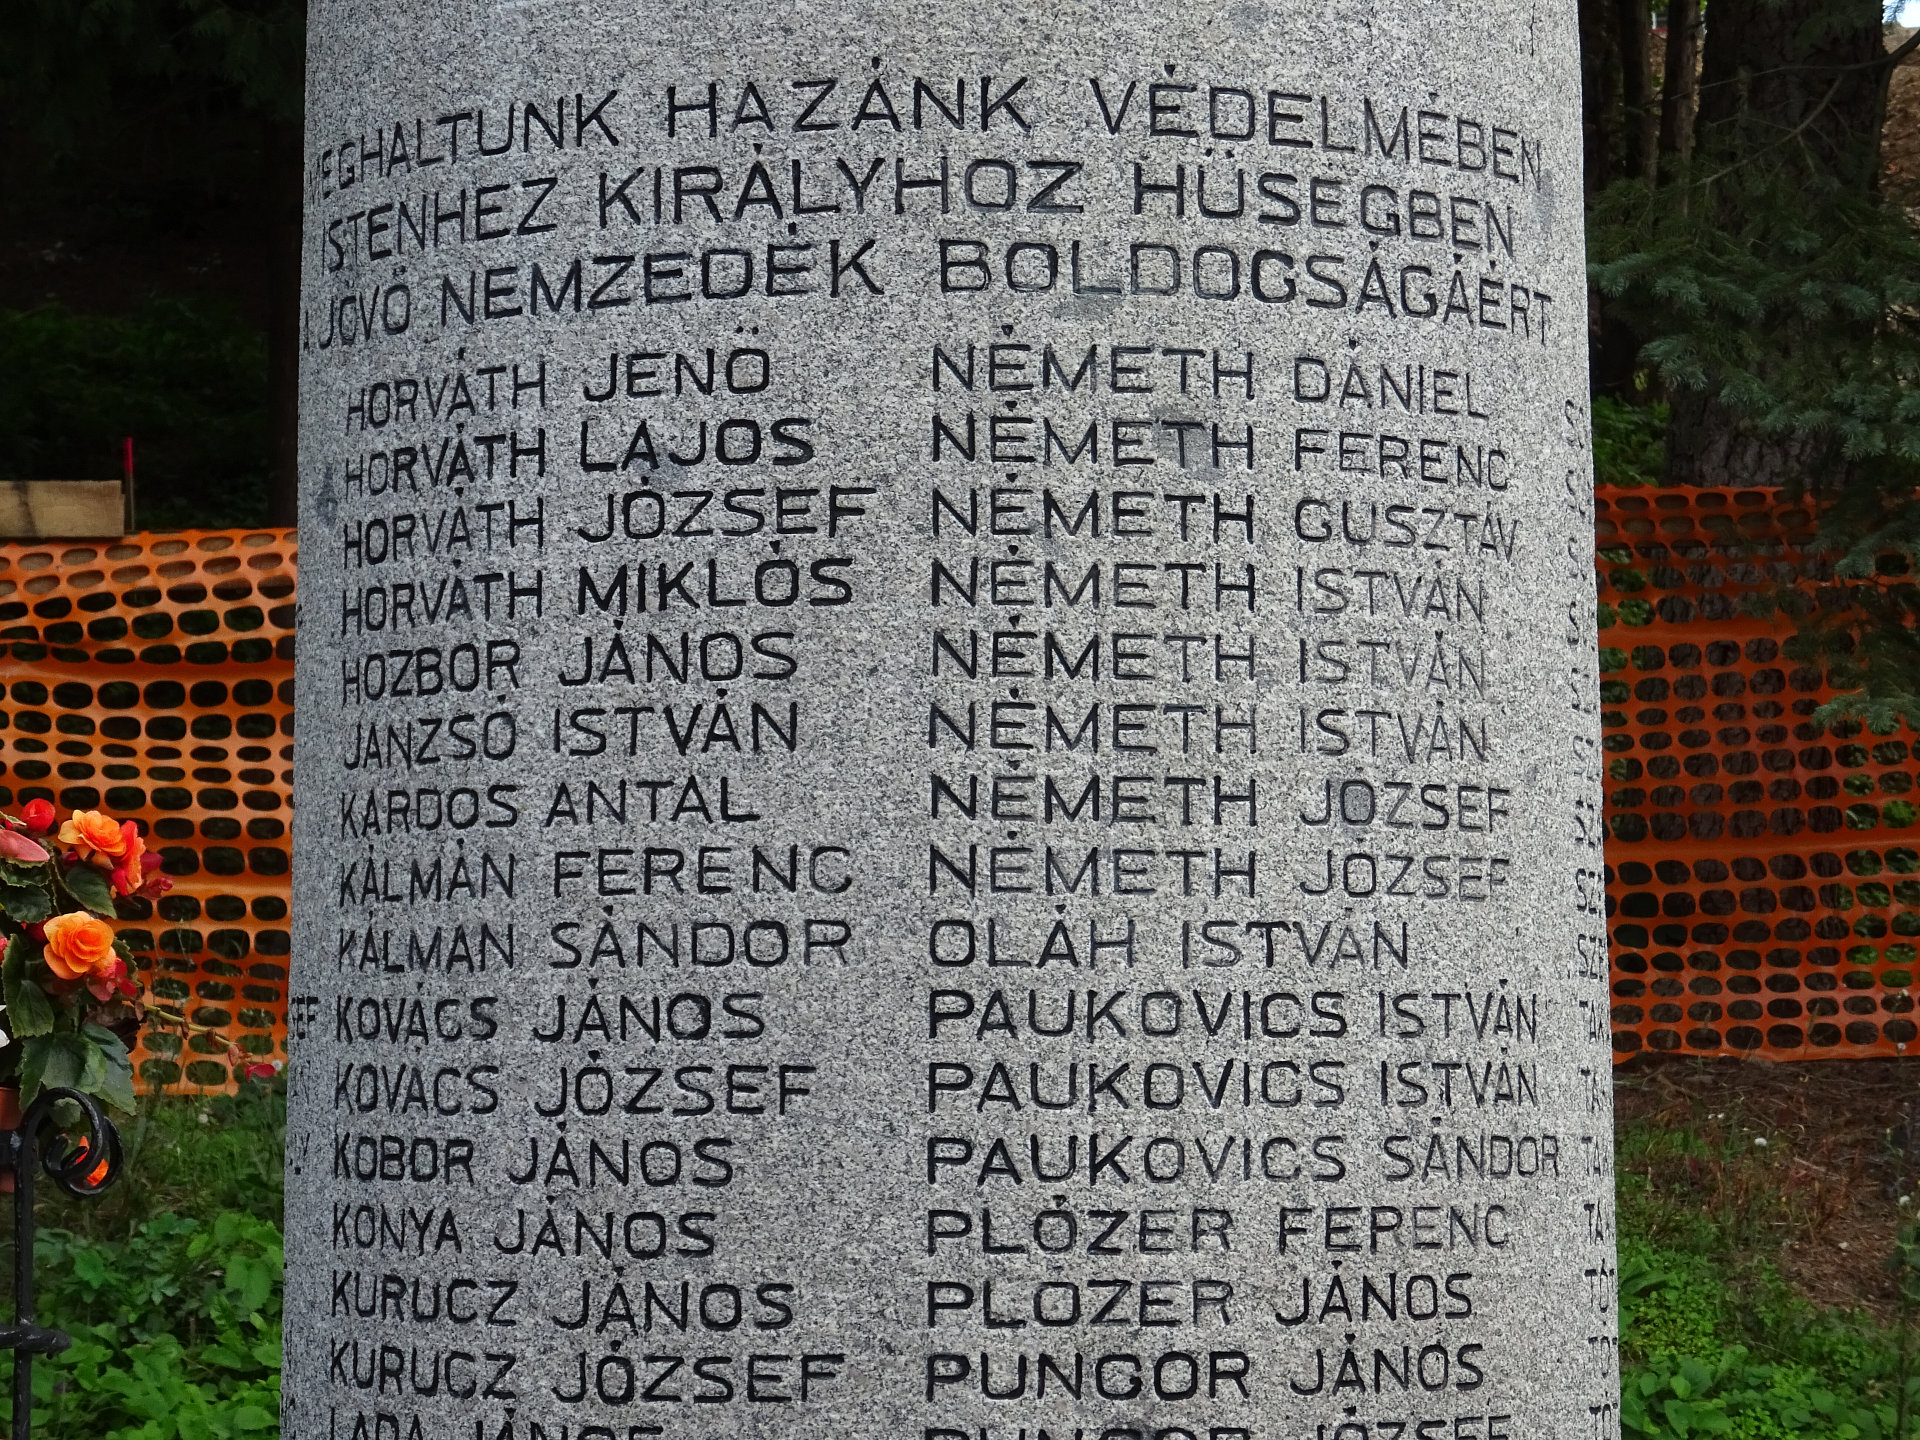 MEGHALTUNK HAZÁNK VÉDELMÉBEN
ISTENHEZ KIRÁLYHOZ HÜSÉGBEN
A JÖVŐ NEMZEDÉK BOLDOGSÁGÁÉRT
HORVÁTH JENŐ
HORVÁTH LAJOS
HORVÁTH JÓZSEF
HORVÁTH MIKLÓS
HOZBOR JÁNOS
JANZSÓ ISTVÁN
KARDOS ANTAL
KÁLMÁN FERENC
KÁLMÁN SÁNDOR
KOVÁCS JÁNOS
KOVÁCS JÓZSEF
KOBOR JÁNOS
KONYA JÁNOS
KURUCZ JÁNOS
KURUCZ JÓZSEF
NÉMETH DÁNIEL
NÉMETH FERENC
NÉMETH GUSZTÁV
NÉMETH ISTVÁN
NÉMETH ISTVÁN
NÉMETH ISTVÁN
NÉMETH JÓZSEF
NÉMETH JÓZSEF
OLÁH ISTVÁN
PAUKOVICS ISTVÁN
PAUKOVICS ISTVÁN
PAUKOVICS SÁNDOR
PLÓZER FERENC
PLÓZER JÁNOS
PUNGOR JÁNOS
PUNGOR JÓZSEF